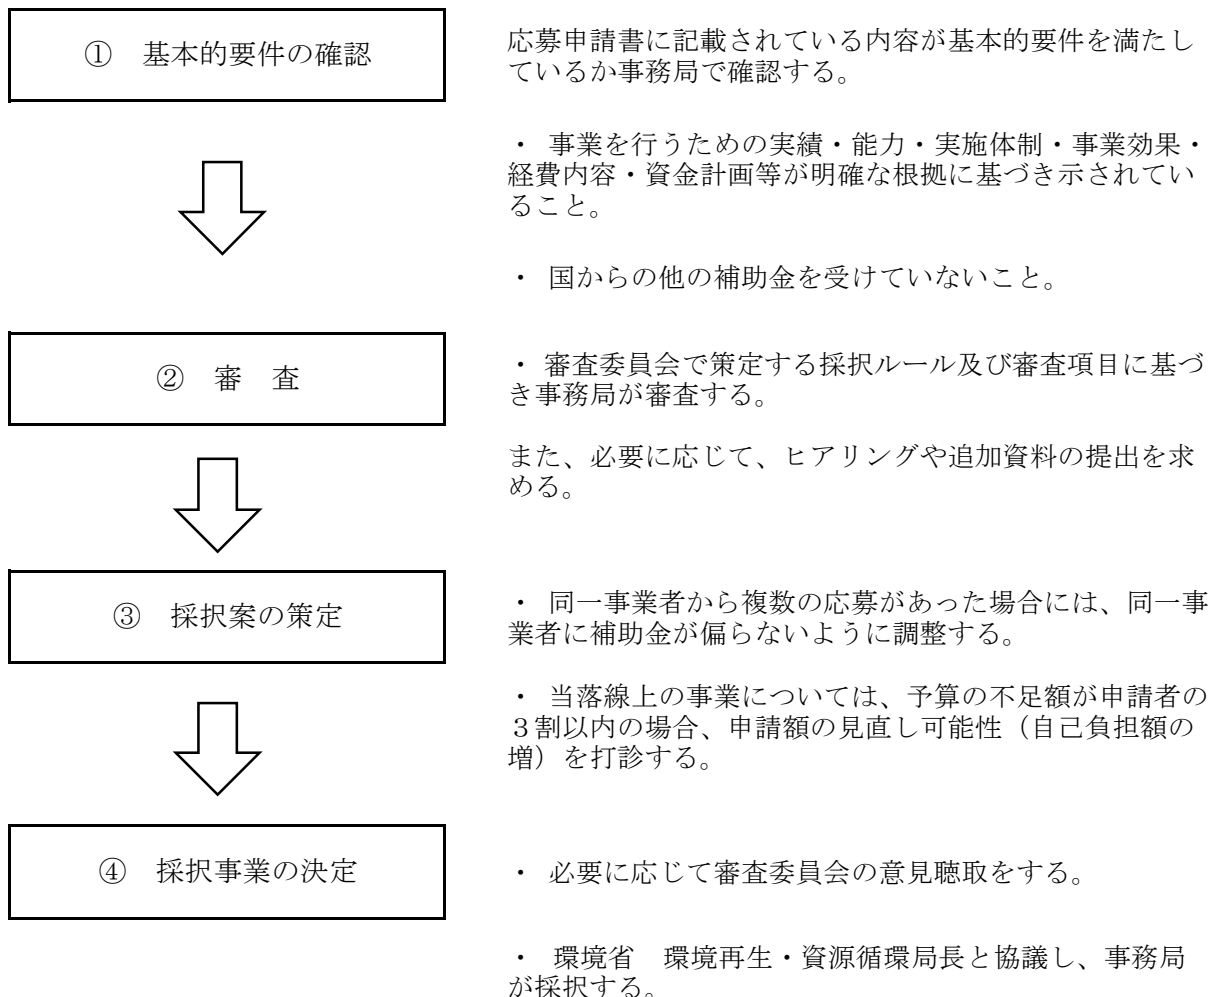 ① 基本的要件の確認
応募申請書に記載されている内容が基本的要件を満たし
ているか事務局で確認する。
・ 事業を行うための実績・能力・実施体制・事業効果・
経費内容・資金計画等が明確な根拠に基づき示されてい
ること。
・ 国からの他の補助金を受けていないこと。
② 審 査
・ 審査委員会で策定する採択ルール及び審査項目に基づ
き事務局が審査する。
また、必要に応じて、ヒアリングや追加資料の提出を求
める。
③ 採択案の策定
・ 同一事業者から複数の応募があった場合には、同一事
業者に補助金が偏らないように調整する。
・ 当落線上の事業については、予算の不足額が申請者の
３割以内の場合、申請額の見直し可能性（自己負担額の
増）を打診する。
④ 採択事業の決定
・ 必要に応じて審査委員会の意見聴取をする。
・ 環境省 環境再生・資源循環局長と協議し、事務局
が採択する。